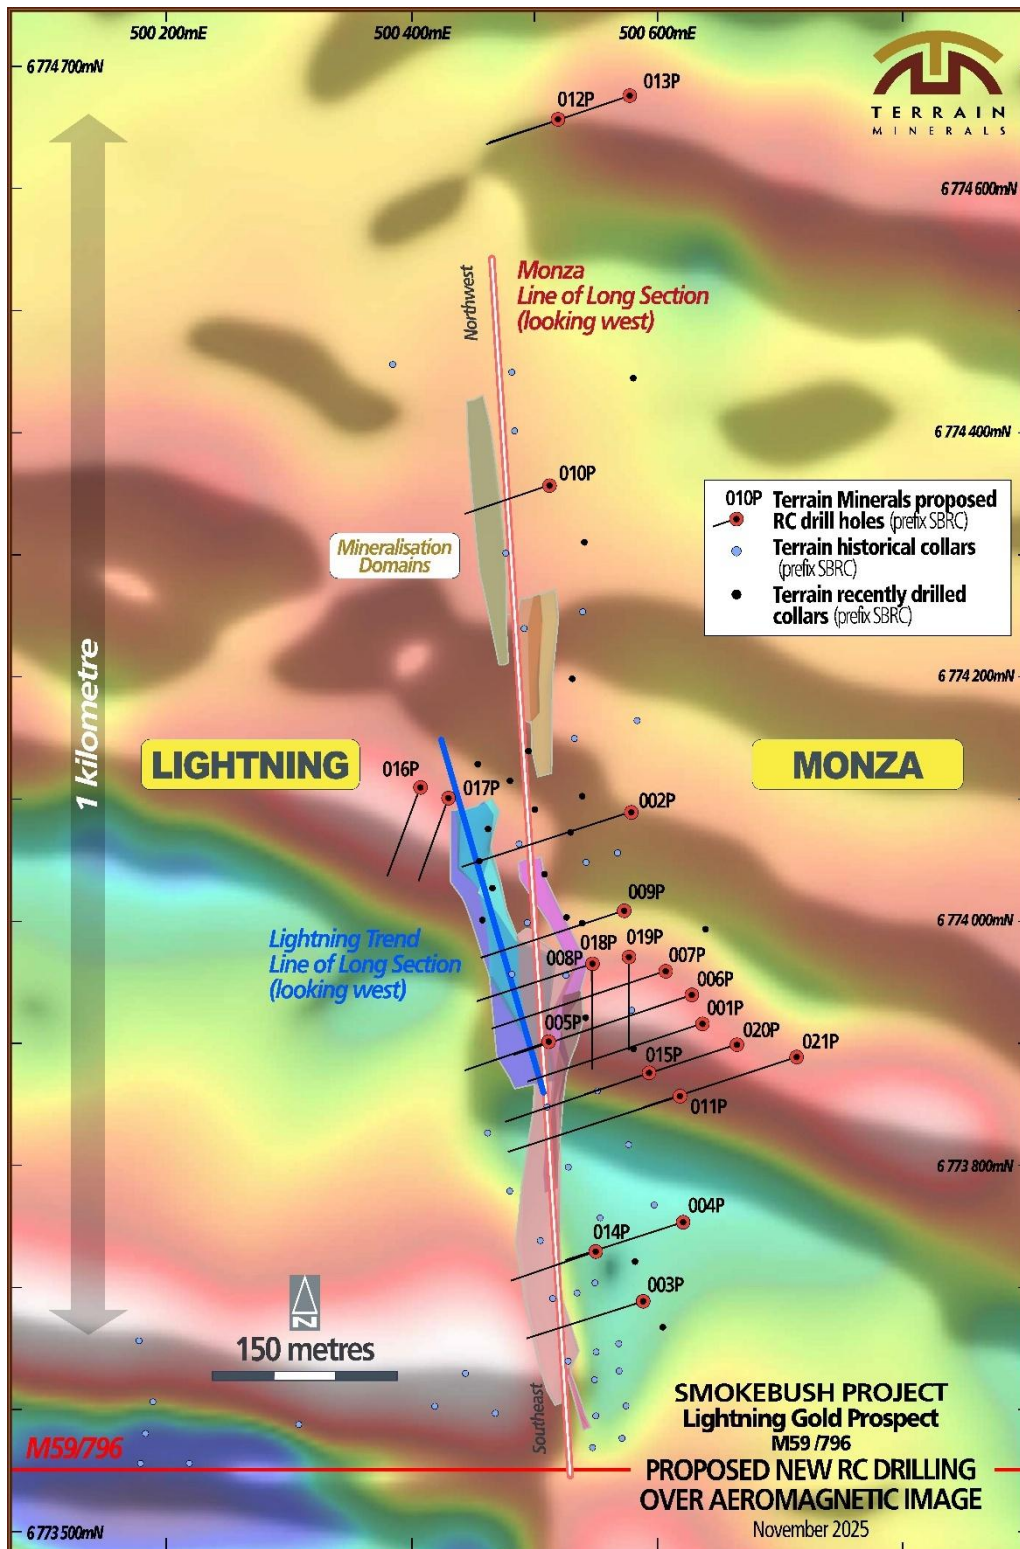 500 200mE
500 400mE
500 600mE
6 774 700mN
TERRAIN
MINERALS
013P
012P
6 774 600mN
Northwest
Monza
Line of Long Section
(looking west)
6 774 400mN
010P
010P Terrain Minerals proposed
RC drill holes (prefix SBRC)
Terrain historical collars
(prefix SBRC)
Terrain recently drilled
collars (prefix SBRC)
Mineralisation
Domains
1 kilometre
6 774 200mN
LIGHTNING
MONZA
016P
017P
002P
009P
6 774 000mN
Lightning Trend
Line of Long Section
(looking west)
018P
019P
008P
007P
006P
005P
001P
020P
021P
015P
011P
6 773 800mN
004P
014P
003P
N
150 metres
Southeast
SMOKEBUSH PROJECT
Lightning Gold Prospect
M59 /796
M59/796
PROPOSED NEW RC DRILLING
OVER AEROMAGNETIC IMAGE
November 2025
6 773 500mN